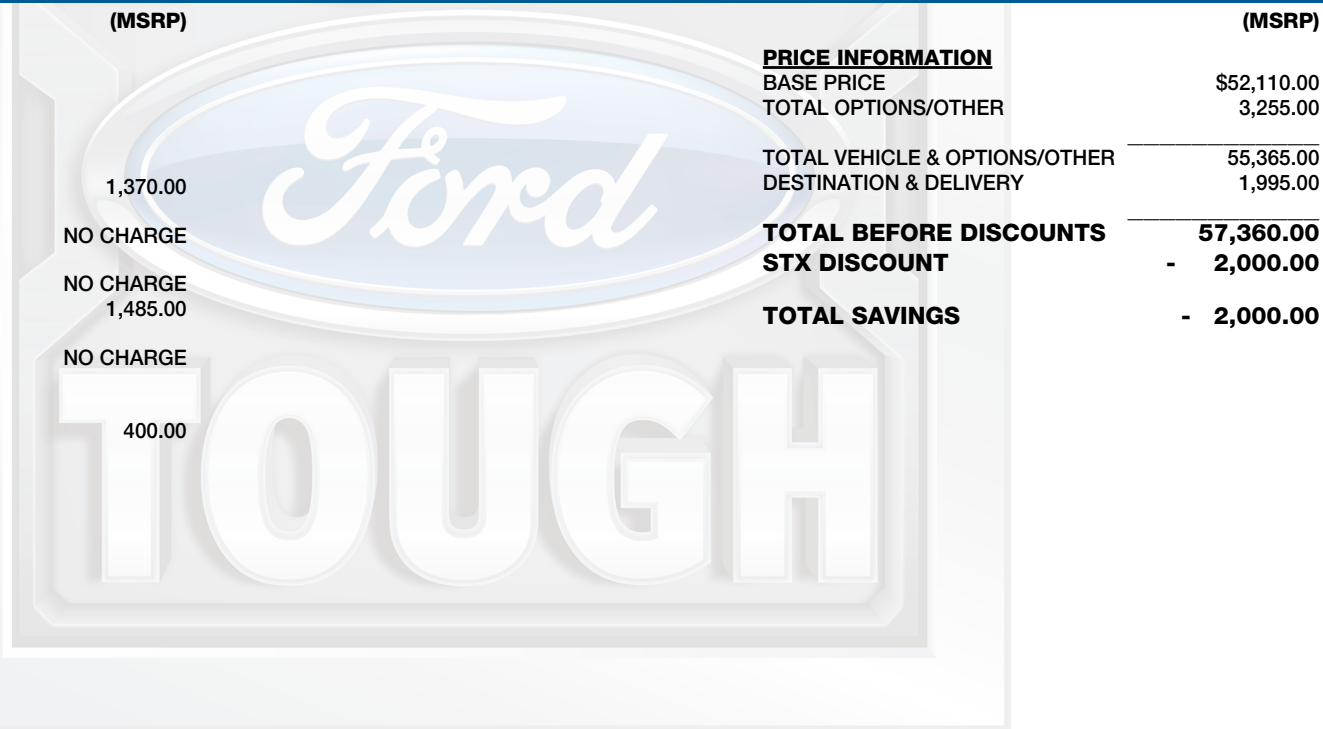 (MSRP)
1,370.00
NO CHARGE
NO CHARGE
1,485.00
NO CHARGE
400.00
(MSRP)
PRICE INFORMATION
BASE PRICE $52,110.00
TOTAL OPTIONS/OTHER 3,255.00
TOTAL VEHICLE & OPTIONS/OTHER 55,365.00
DESTINATION & DELIVERY 1,995.00
TOTAL BEFORE DISCOUNTS 57,360.00
STX DISCOUNT - 2,000.00
TOTAL SAVINGS - 2,000.00
Ford
TOUGH